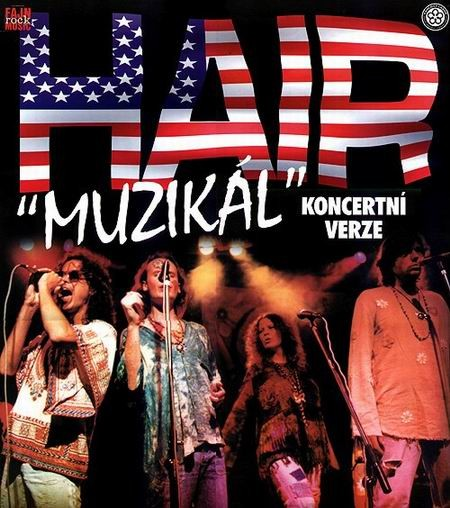 FAJN
rock
MUSIC
HAIR
"MUZIKÁL"
KONCERTNÍ
VERZE